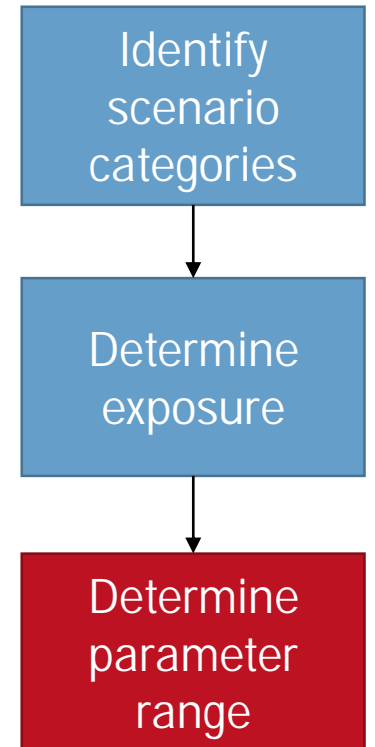 Identify
scenario
categories
Determine
exposure
Determine
parameter
range